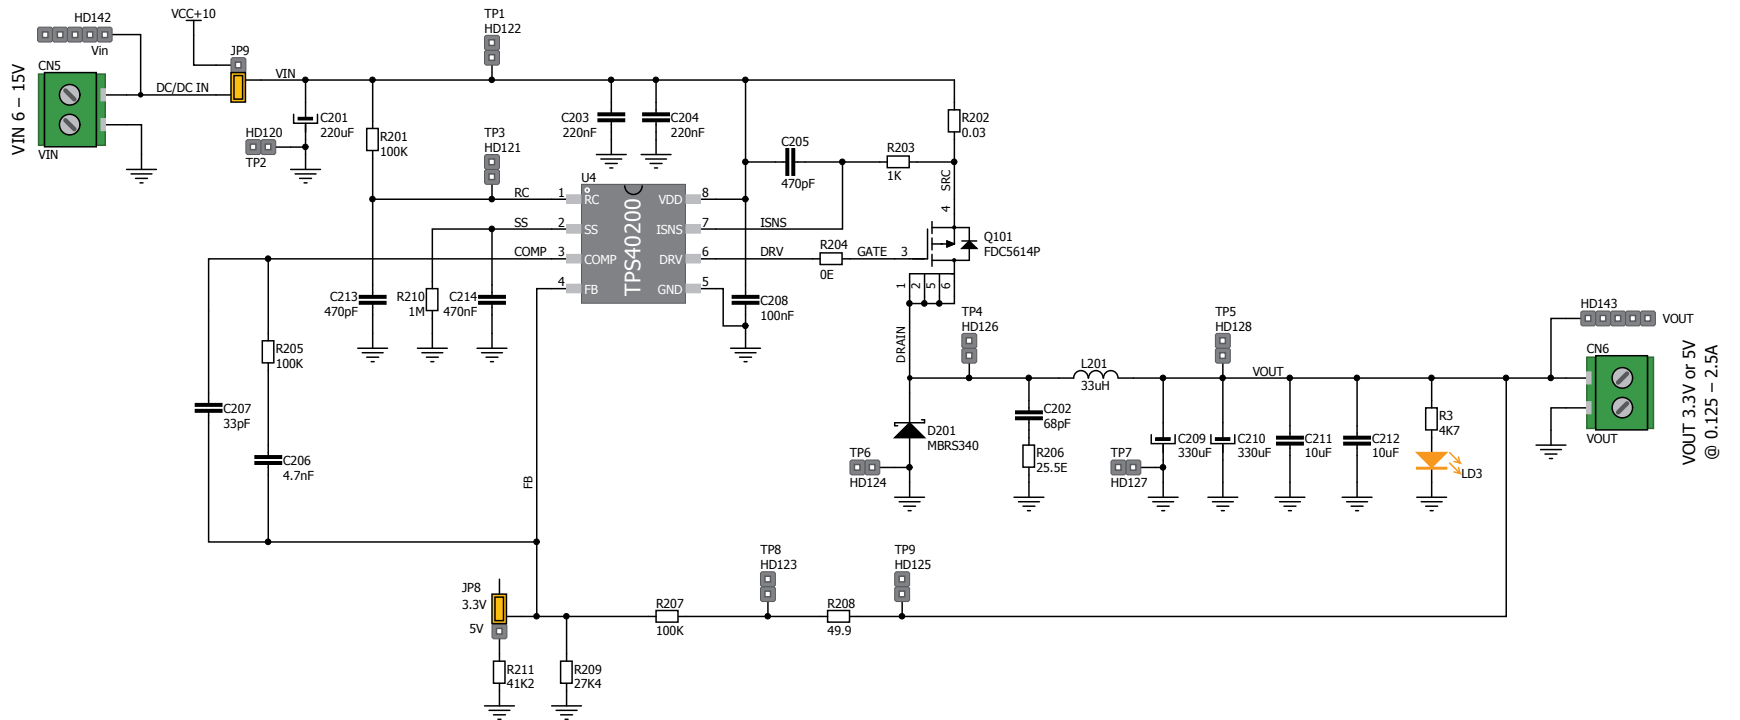 HD142
Vin
VCC+10
JP9
CN5
VIN 6 – 15V
DC/DC IN
VIN
VIN
TP1
HD122
C201
220uF
HD120
TP2
R201
100K
TP3
HD121
C203
220nF
C204
220nF
C205
470pF
R203
1K
R202
0.03
SRC
4
U4
TPS40200
RC
1
RC
SS
2
SS
COMP
3
COMP
4
FB
VDD
8
ISNS
7
ISNS
DRV
6
DRV
GND
5
R204
0E
GATE
3
Q101
FDC5614P
1
2
5
6
DRAIN
C213
470pF
R210
1M
C214
470nF
C208
100nF
R205
100K
C207
33pF
C206
4.7nF
FB
TP4
HD126
L201
33uH
TP5
HD128
VOUT
HD143
VOUT
CN6
VOUT
VOUT 3.3V or 5V
@ 0.125 – 2.5A
C202
68pF
R206
25.5E
D201
MBRS340
TP6
HD124
TP7
HD127
C209
330uF
C210
330uF
C211
10uF
C212
10uF
R3
4K7
LD3
JP8
3.3V
5V
R211
41K2
R209
27K4
R207
100K
TP8
HD123
R208
49.9
TP9
HD125